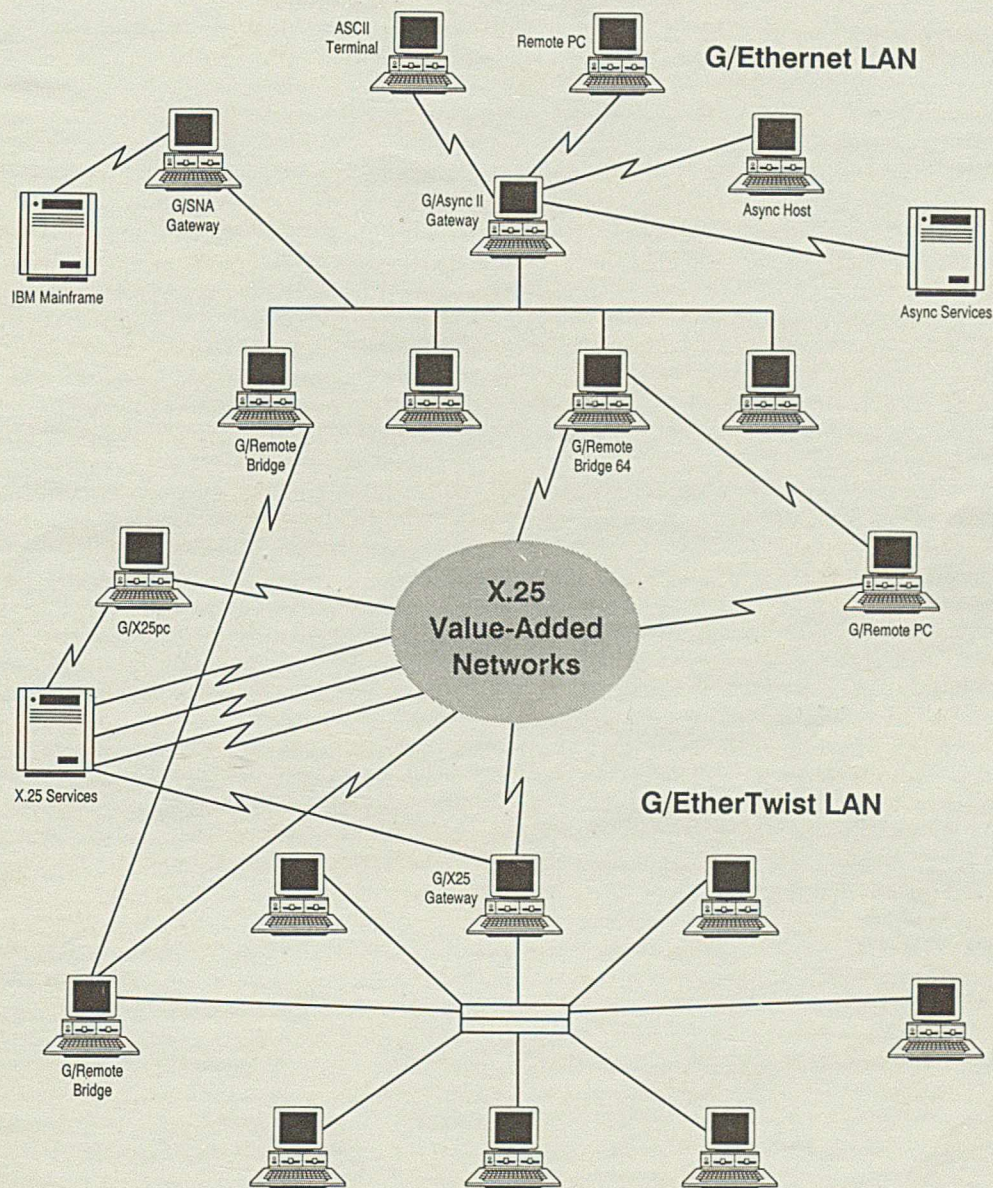 ASCII
Terminal
Remote PC
G/Ethernet LAN
G/SNA
Gateway
G/Async II
Gateway
Async Host
IBM Mainframe
Async Services
G/Remote
Bridge
G/Remote
Bridge 64
X.25
Value-Added
Networks
G/X25pc
G/Remote PC
X.25 Services
G/EtherTwist LAN
G/X25
Gateway
G/Remote
Bridge